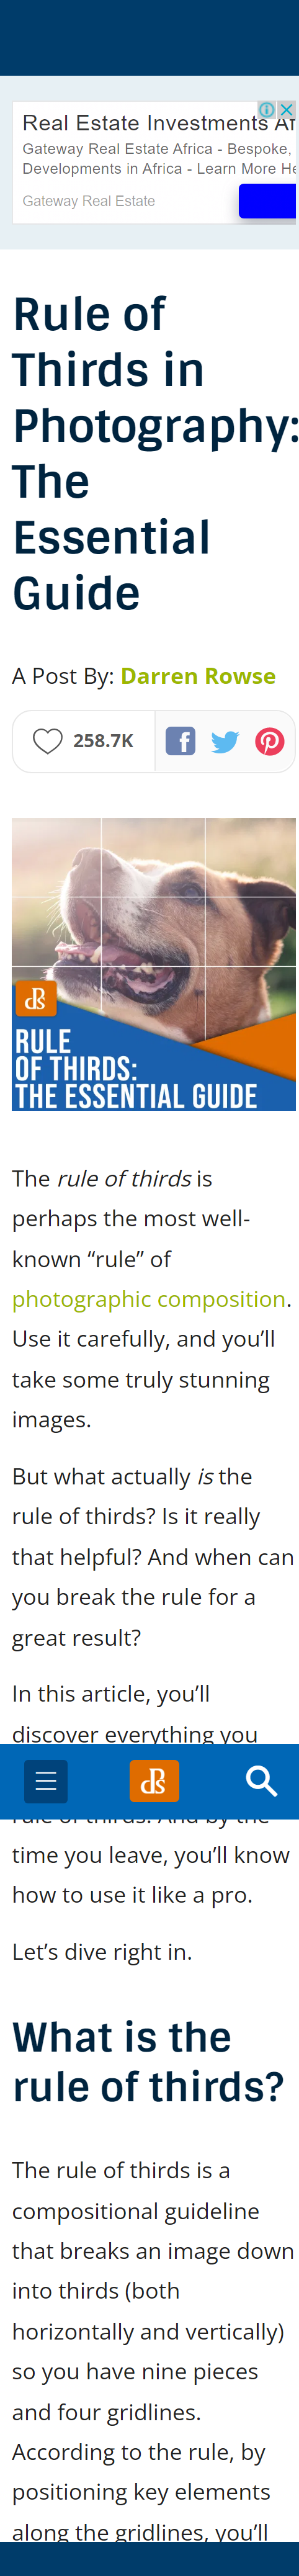 Real Estate Investments Af
Gateway Real Estate Africa - Bespoke,
Developments in Africa - Learn More He
Gateway Real Estate
Rule of
Thirds in
Photography:
The
Essential
Guide
A Post By: Darren Rowse
258.7K
dPS
RULE
OF THIRDS:
THE ESSENTIAL GUIDE
The rule of thirds is
perhaps the most well-
known “rule” of
photographic composition.
Use it carefully, and you’ll
take some truly stunning
images.
But what actually is the
rule of thirds? Is it really
that helpful? And when can
you break the rule for a
great result?
In this article, you’ll
discover everything you
dPS
rule of thirds. And by the
time you leave, you’ll know
how to use it like a pro.
Let’s dive right in.
What is the
rule of thirds?
The rule of thirds is a
compositional guideline
that breaks an image down
into thirds (both
horizontally and vertically)
so you have nine pieces
and four gridlines.
According to the rule, by
positioning key elements
along the gridlines, you’ll